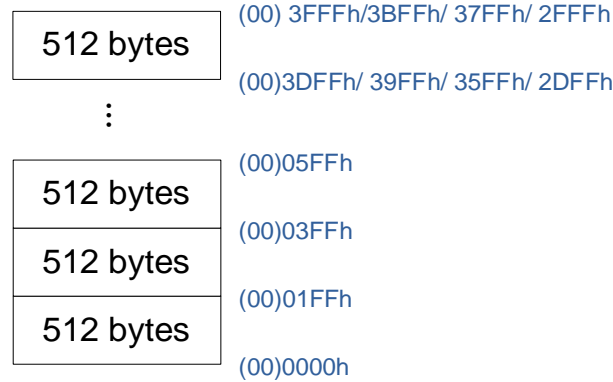 (00) 3FFFh/3BFFh/ 37FFh/ 2FFFh
512 bytes
(00)3DFFh/ 39FFh/ 35FFh/ 2DFFh
⋮
(00)05FFh
512 bytes
(00)03FFh
512 bytes
(00)01FFh
512 bytes
(00)0000h